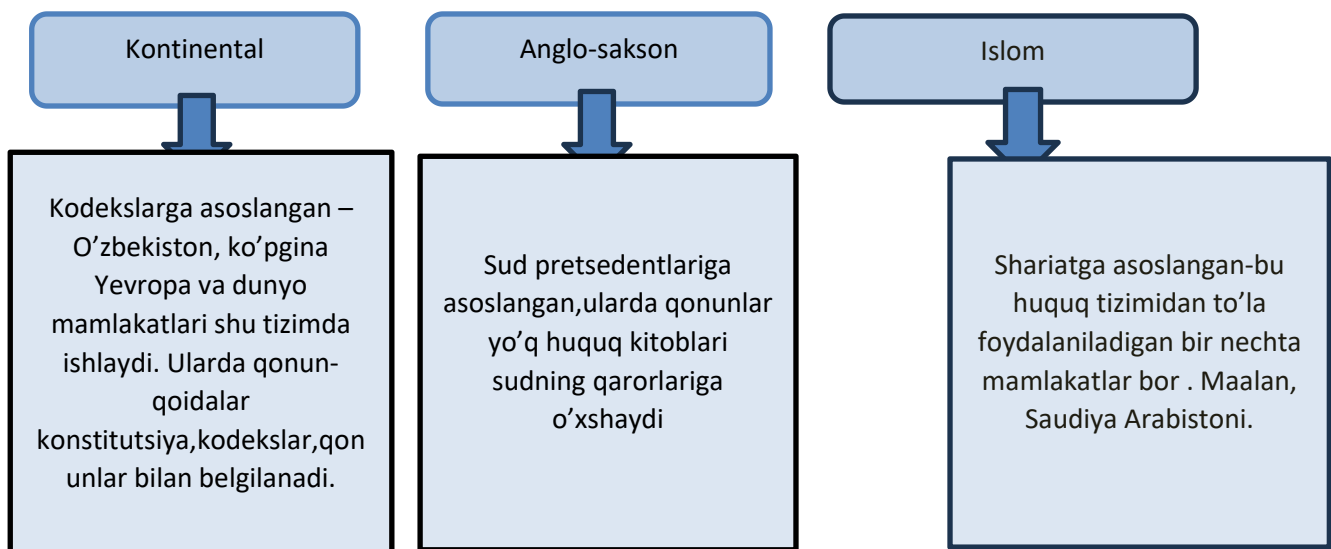 Kontinental
Kodekslarga asoslangan –
O’zbekiston, ko’pgina
Yevropa va dunyo
mamlakatlari shu tizimda
ishlaydi. Ularda qonun-
qoidalar
konstitutsiya,kodekslar,qon
unlar bilan belgilanadi.
Anglo-sakson
Sud pretsedentlariga
asoslangan,ularda qonunlar
yo’q huquq kitoblari
sudning qarorlariga
o’xshaydi
Islom
Shariatga asoslangan-bu
huquq tizimidan to’la
foydalaniladigan bir nechta
mamlakatlar bor . Maalan,
Saudiya Arabistoni.